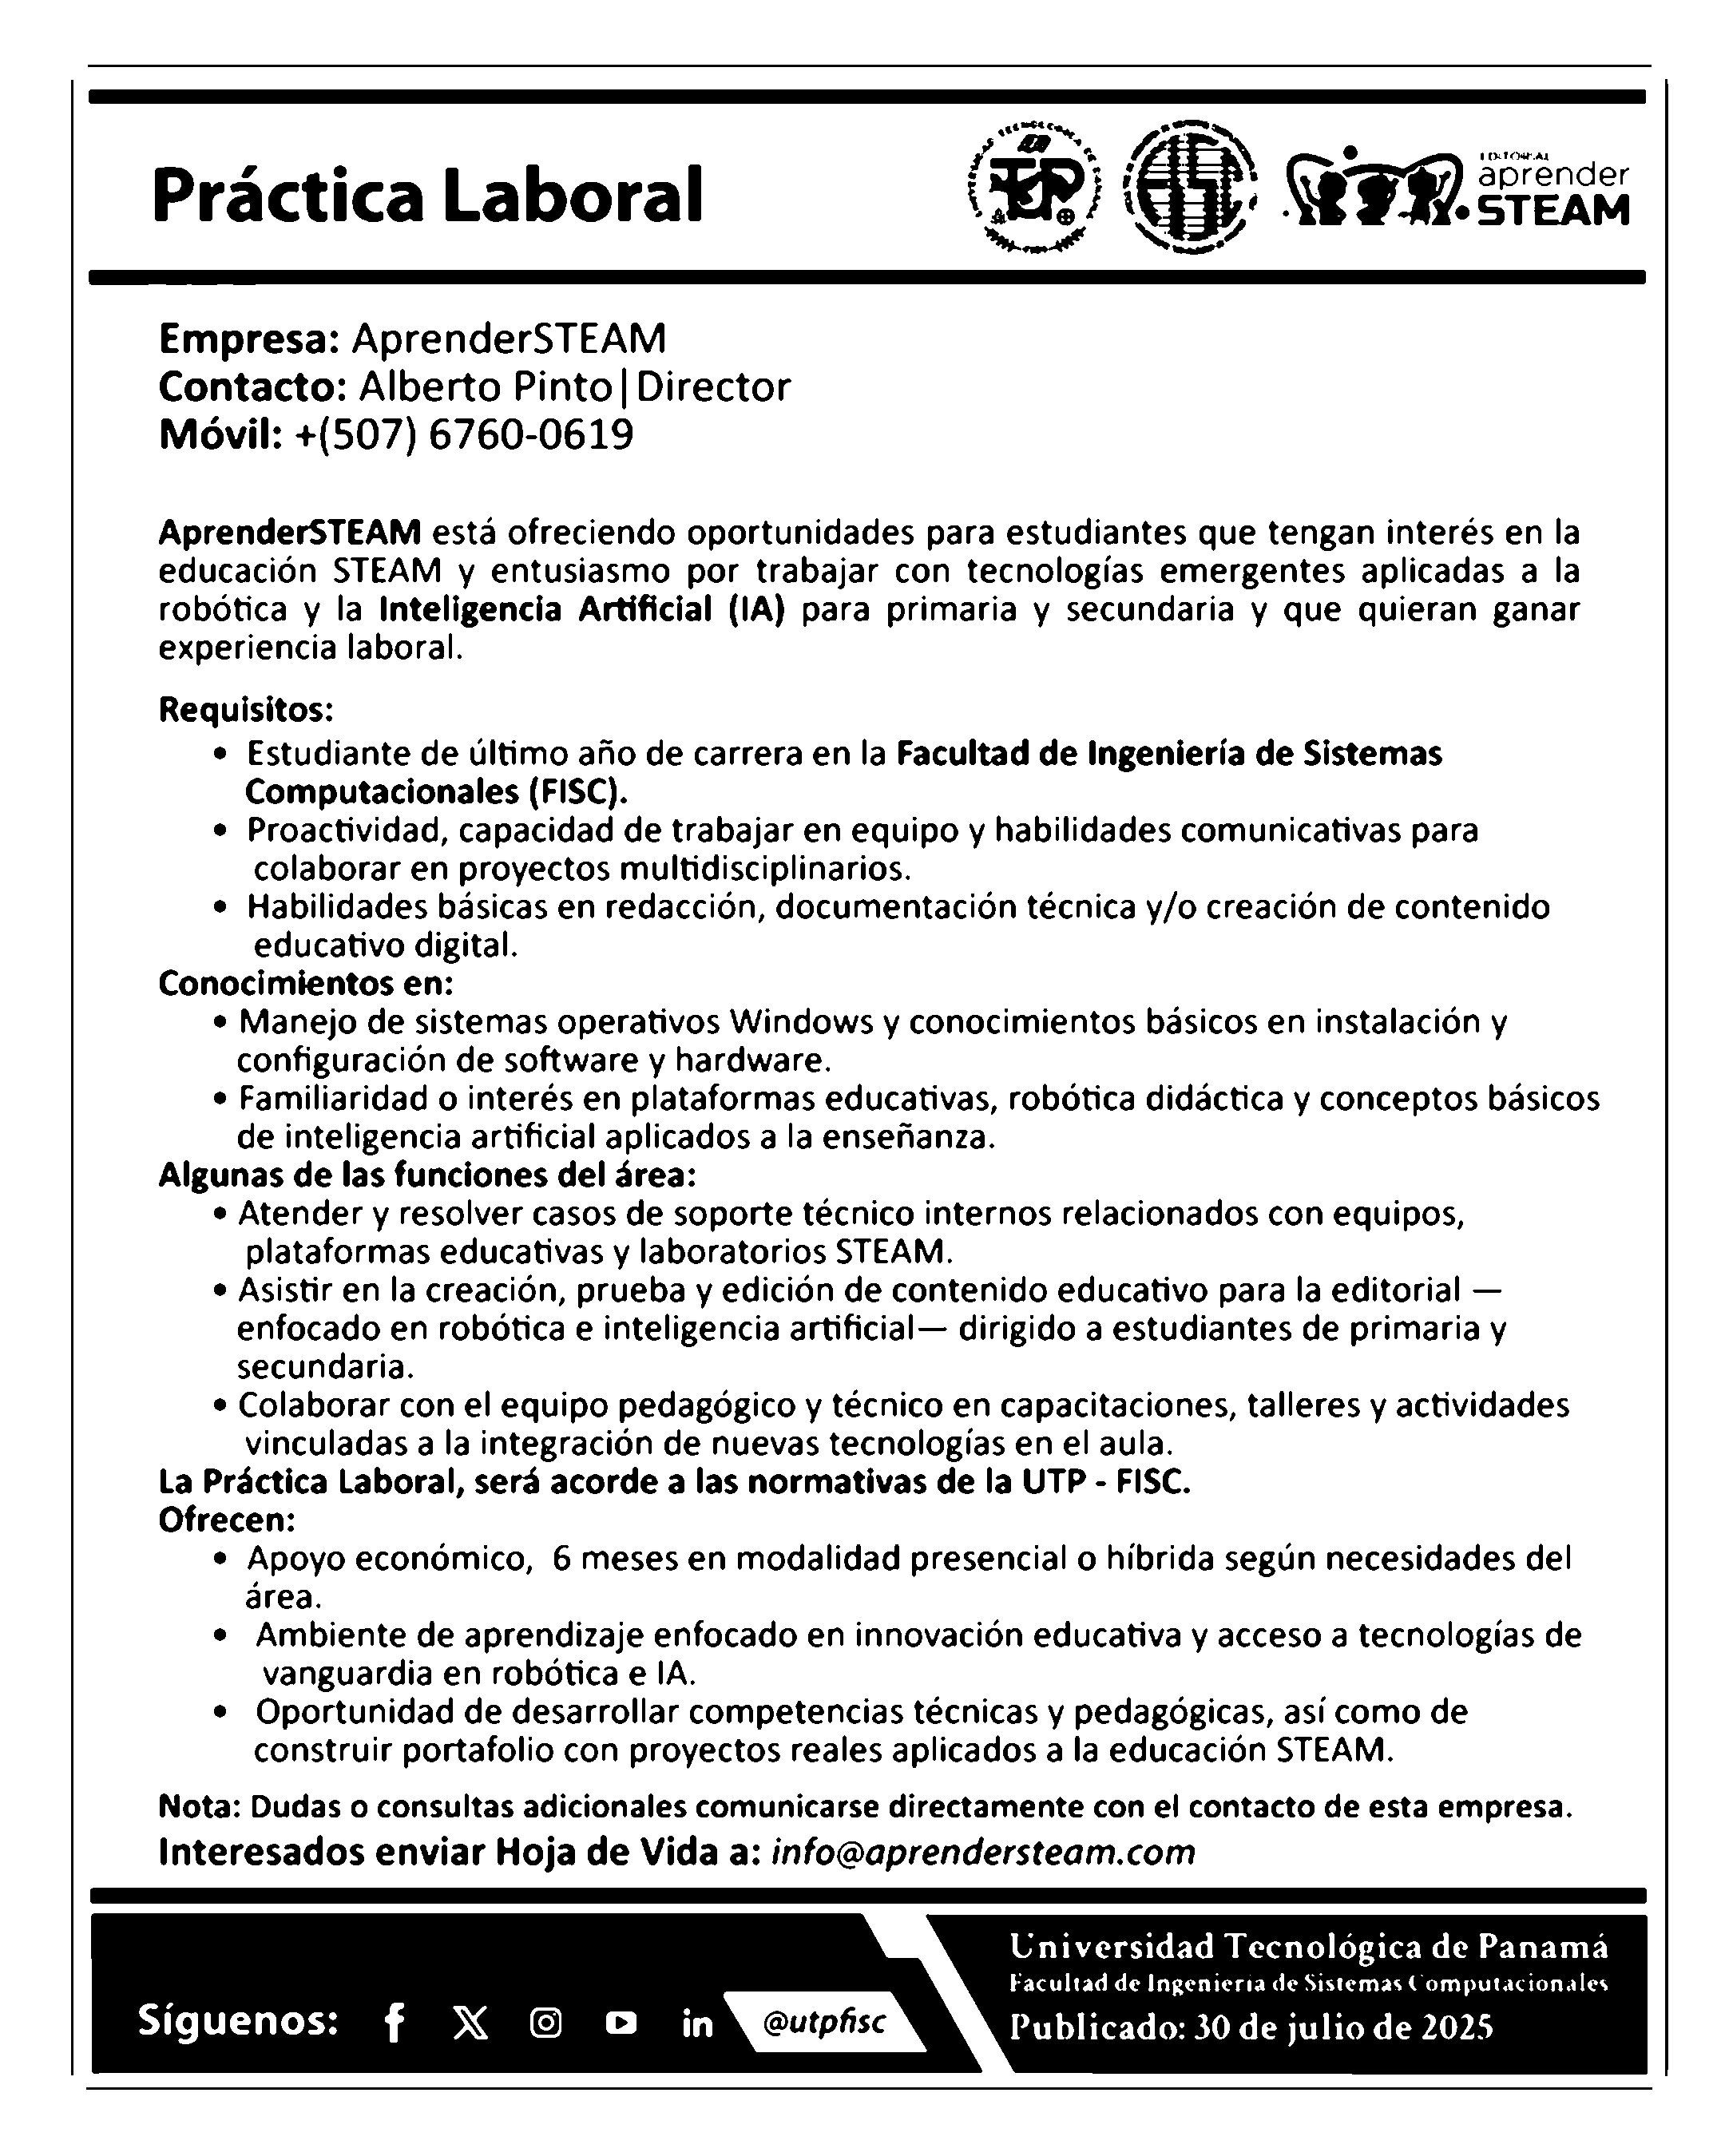 Práctica Laboral
EDITORIAL
aprender
STEAM
Empresa: AprenderSTEAM
Contacto: Alberto Pinto|Director
Móvil: +(507) 6760-0619
AprenderSTEAM está ofreciendo oportunidades para estudiantes que tengan interés en la
educación STEAM y entusiasmo por trabajar con tecnologías emergentes aplicadas a la
robótica y la Inteligencia Artificial (IA) para primaria y secundaria y que quieran ganar
experiencia laboral.
Requisitos:
• Estudiante de último año de carrera en la Facultad de Ingeniería de Sistemas
Computacionales (FISC).
• Proactividad, capacidad de trabajar en equipo y habilidades comunicativas para
colaborar en proyectos multidisciplinarios.
• Habilidades básicas en redacción, documentación técnica y/o creación de contenido
educativo digital.
Conocimientos en:
• Manejo de sistemas operativos Windows y conocimientos básicos en instalación y
configuración de software y hardware.
• Familiaridad o interés en plataformas educativas, robótica didáctica y conceptos básicos
de inteligencia artificial aplicados a la enseñanza.
Algunas de las funciones del área:
• Atender y resolver casos de soporte técnico internos relacionados con equipos,
plataformas educativas y laboratorios STEAM.
• Asistir en la creación, prueba y edición de contenido educativo para la editorial —
enfocado en robótica e inteligencia artificial— dirigido a estudiantes de primaria y
secundaria.
• Colaborar con el equipo pedagógico y técnico en capacitaciones, talleres y actividades
vinculadas a la integración de nuevas tecnologías en el aula.
La Práctica Laboral, será acorde a las normativas de la UTP - FISC.
Ofrecen:
• Apoyo económico, 6 meses en modalidad presencial o híbrida según necesidades del
área.
• Ambiente de aprendizaje enfocado en innovación educativa y acceso a tecnologías de
vanguardia en robótica e IA.
• Oportunidad de desarrollar competencias técnicas y pedagógicas, así como de
construir portafolio con proyectos reales aplicados a la educación STEAM.
Nota: Dudas o consultas adicionales comunicarse directamente con el contacto de esta empresa.
Interesados enviar Hoja de Vida a: info@aprendersteam.com
Universidad Tecnológica de Panamá
Facultad de Ingeniería de Sistemas Computacionales
Síguenos: @utpfisc
Publicado: 30 de julio de 2025